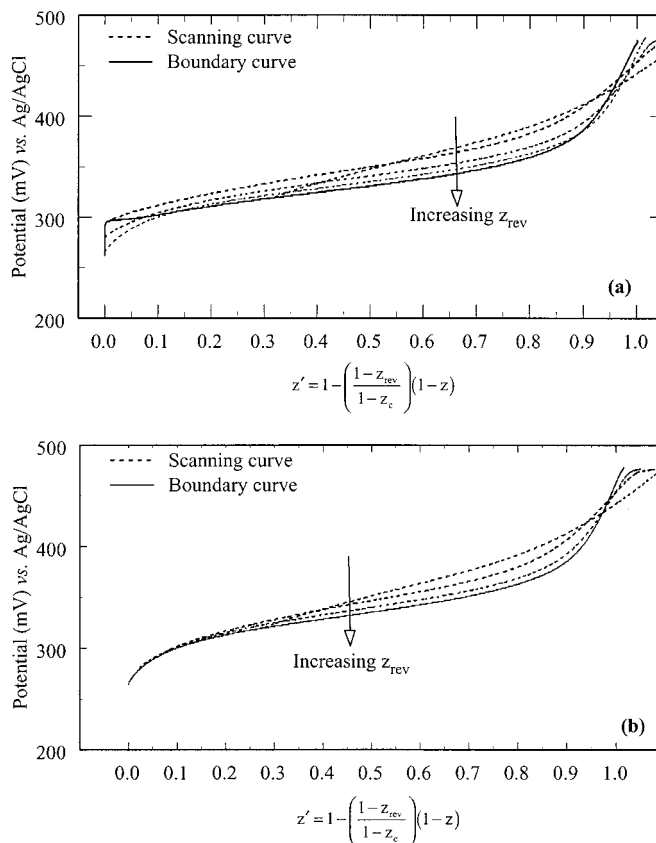 500
Scanning curve
Boundary curve
400
300
200
Potential (mV) vs. Ag/AgCl
Increasing z_rev
(a)
0.0 0.1 0.2 0.3 0.4 0.5 0.6 0.7 0.8 0.9 1.0
z′ = 1 − ((1 − z_rev)/(1 − z_c))(1 − z)
500
Scanning curve
Boundary curve
400
300
200
Potential (mV) vs. Ag/AgCl
Increasing z_rev
(b)
0.0 0.1 0.2 0.3 0.4 0.5 0.6 0.7 0.8 0.9 1.0
z′ = 1 − ((1 − z_rev)/(1 − z_c))(1 − z)